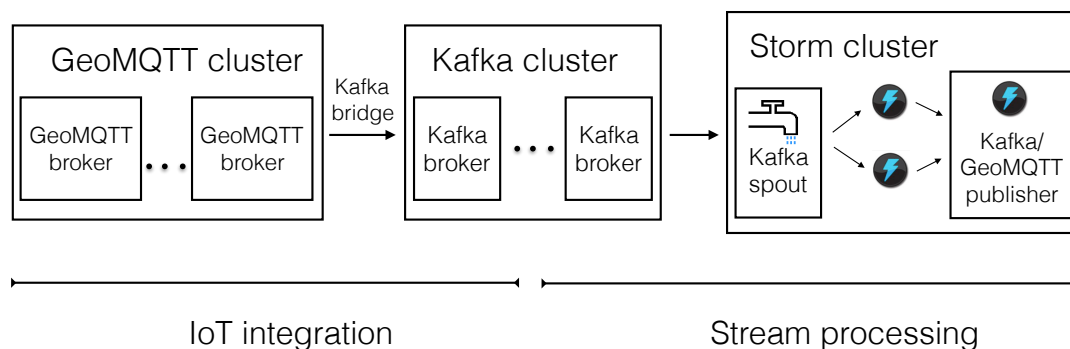 GeoMQTT cluster
GeoMQTT
broker
...
GeoMQTT
broker
Kafka
bridge
Kafka cluster
Kafka
broker
...
Kafka
broker
Storm cluster
Kafka
spout
Kafka/
GeoMQTT
publisher
IoT integration
Stream processing